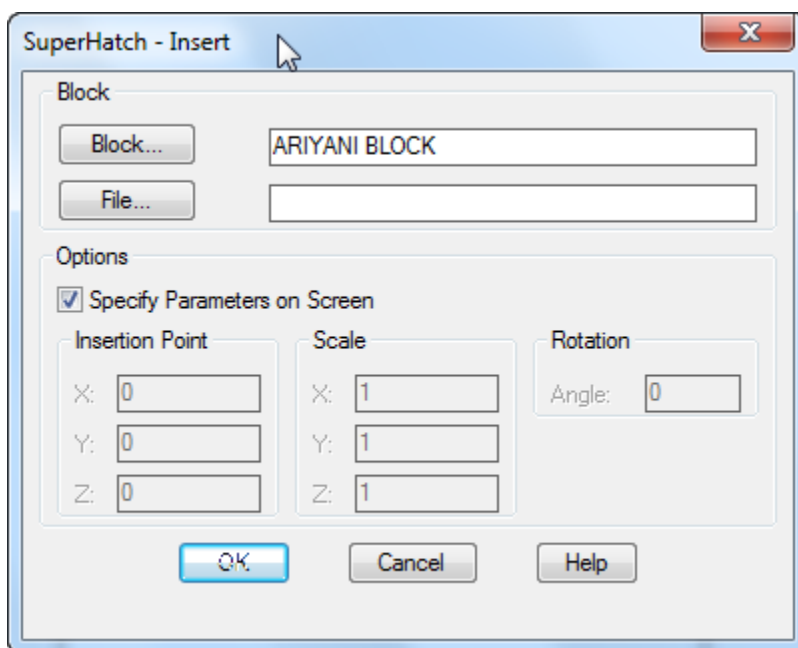 SuperHatch - Insert
Block
Block...
ARIYANI BLOCK
File...
Options
Specify Parameters on Screen
Insertion Point
Scale
Rotation
X: 0
X: 1
Angle: 0
Y: 0
Y: 1
Z: 0
Z: 1
OK
Cancel
Help